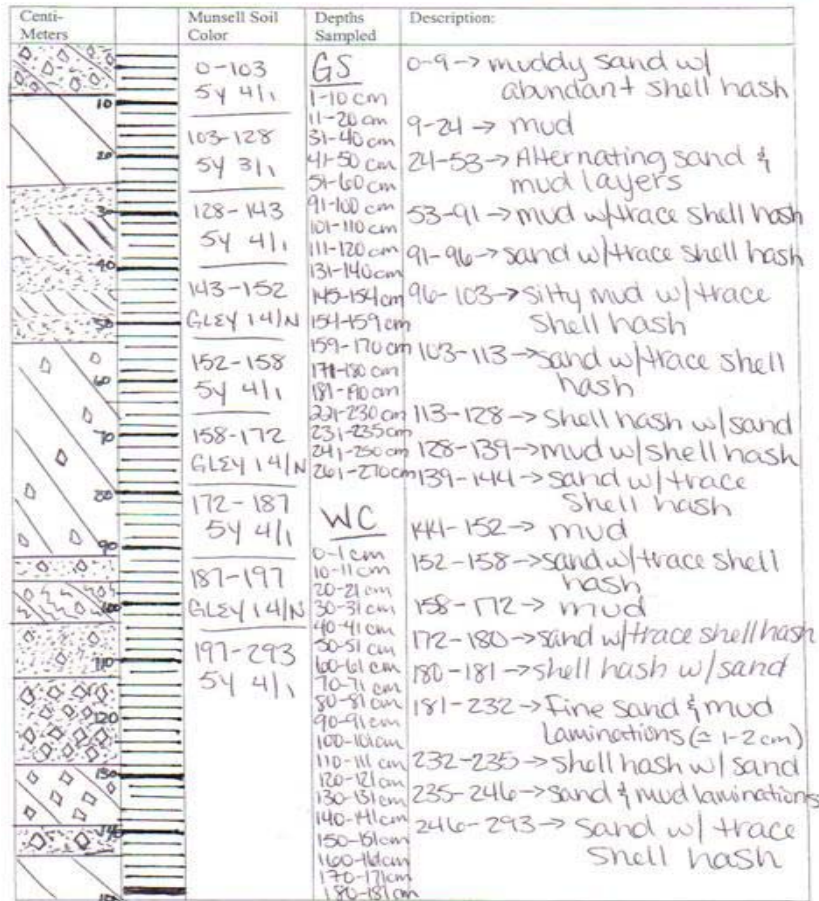 Centi-
Meters
Munsell Soil
Color
Depths
Sampled
Description:
10
20
30
40
50
60
70
80
90
100
110
120
130
140
0-103
5Y 4/1
103-128
5Y 3/1
128-143
5Y 4/1
143-152
GLEY 1 4/N
152-158
5Y 4/1
158-172
GLEY 1 4/N
172-187
5Y 4/1
187-197
GLEY 1 4/N
197-293
5Y 4/1
GS
1-10 cm
11-20 cm
31-40 cm
41-50 cm
51-60 cm
91-100 cm
101-110 cm
111-120 cm
131-140 cm
145-154 cm
154-159 cm
159-170 cm
171-180 cm
181-190 cm
221-230 cm
231-235 cm
241-250 cm
261-270 cm
WC
0-1 cm
10-11 cm
20-21 cm
30-31 cm
40-41 cm
50-51 cm
60-61 cm
70-71 cm
80-81 cm
90-91 cm
100-101 cm
110-111 cm
120-121 cm
130-131 cm
140-141 cm
150-151 cm
160-161 cm
170-171 cm
180-181 cm
0-9 → muddy sand w/
abundant shell hash
9-24 → mud
24-53 → Alternating sand &
mud layers
53-91 → mud w/trace shell hash
91-96 → sand w/trace shell hash
96-103 → silty mud w/trace
shell hash
103-113 → sand w/trace shell
hash
113-128 → shell hash w/sand
128-139 → mud w/shell hash
139-144 → sand w/trace
shell hash
144-152 → mud
152-158 → sand w/trace shell
hash
158-172 → mud
172-180 → sand w/trace shell hash
180-181 → shell hash w/sand
181-232 → Fine sand & mud
laminations (≅ 1-2 cm)
232-235 → shell hash w/ sand
235-246 → sand & mud laminations
246-293 → sand w/ trace
shell hash